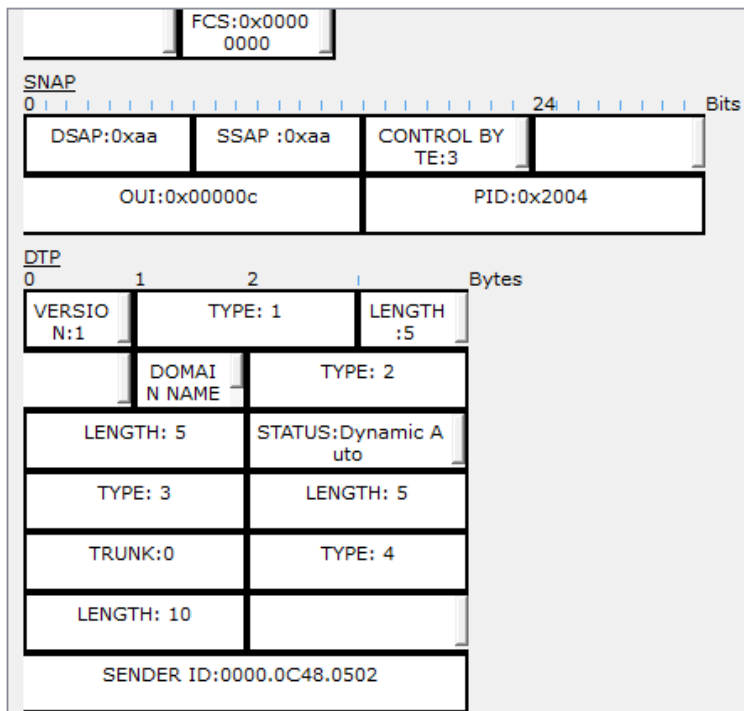 FCS:0x0000
0000
SNAP
0 24 Bits
DSAP:0xaa SSAP :0xaa CONTROL BY
TE:3
OUI:0x00000c PID:0x2004
DTP
0 1 2 Bytes
VERSIO
N:1 TYPE: 1 LENGTH
:5
DOMAI
N NAME TYPE: 2
LENGTH: 5 STATUS:Dynamic A
uto
TYPE: 3 LENGTH: 5
TRUNK:0 TYPE: 4
LENGTH: 10
SENDER ID:0000.0C48.0502